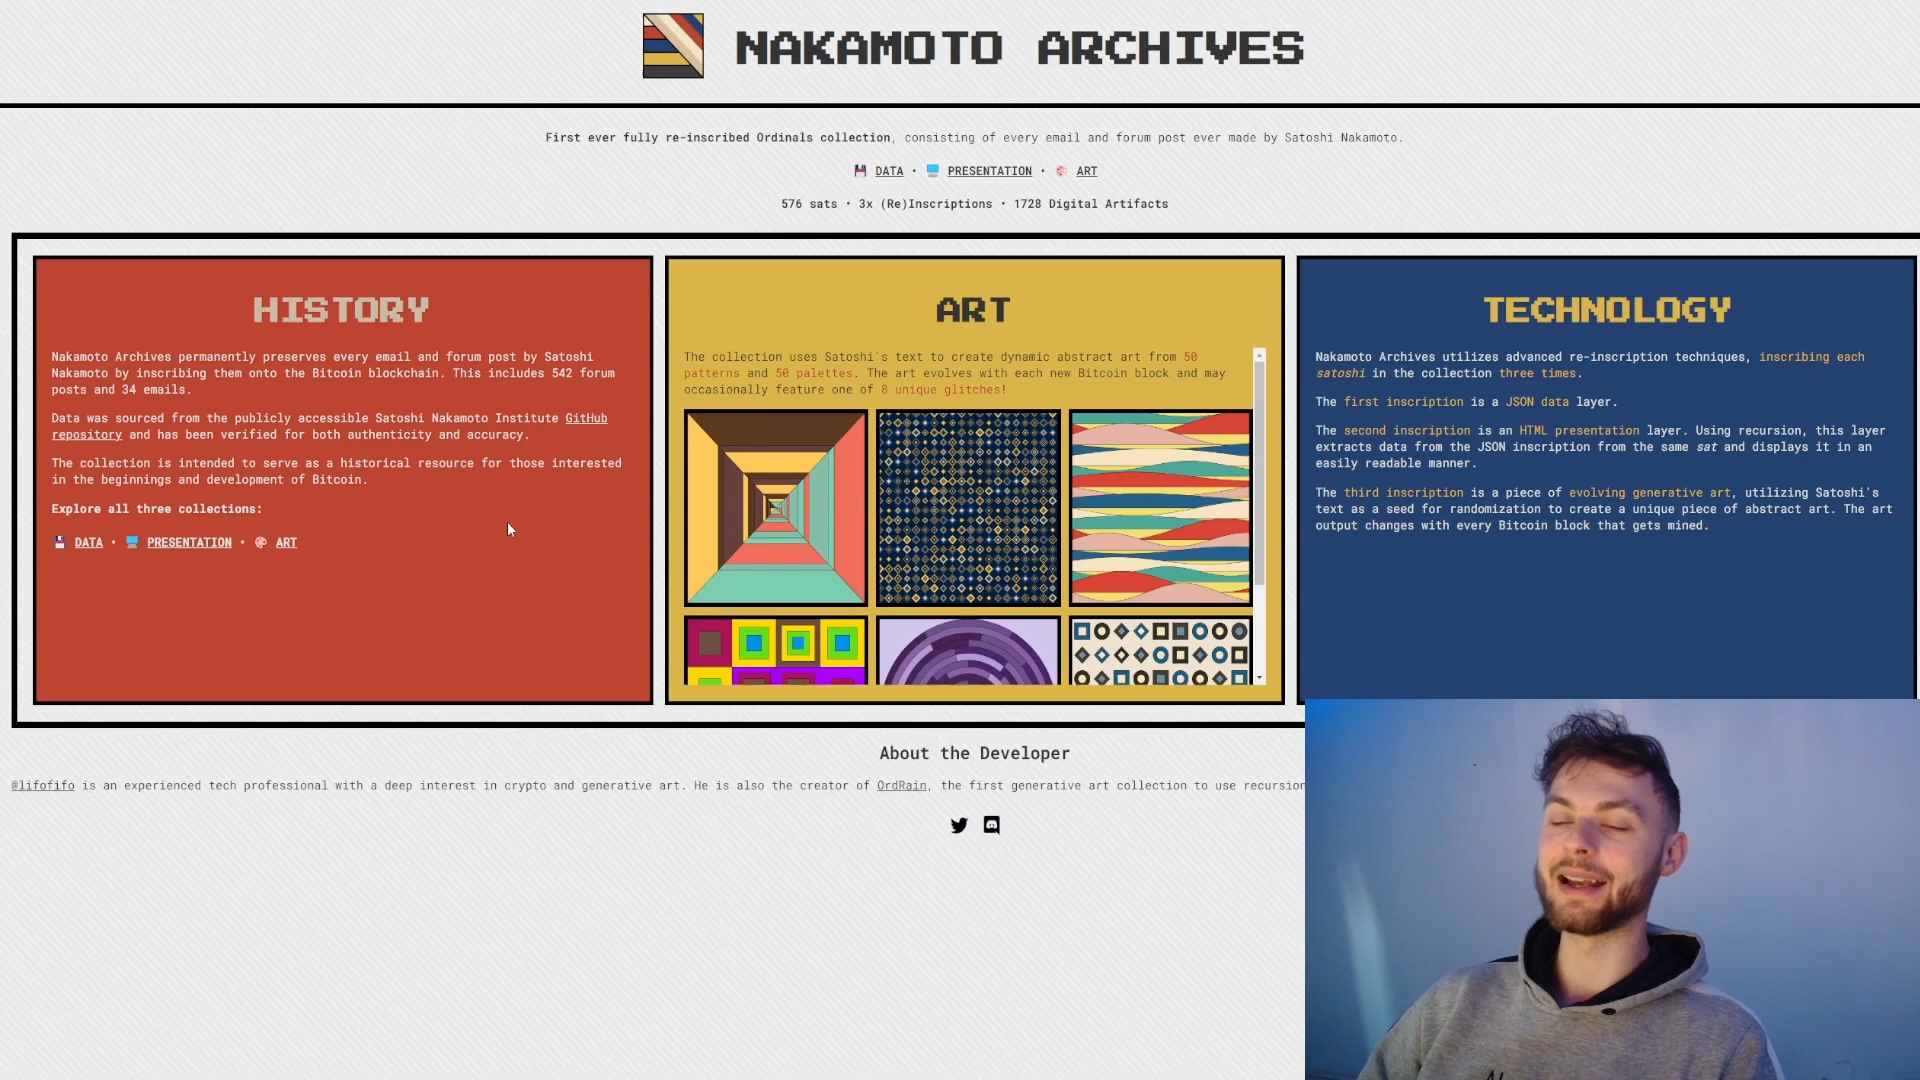 NAKAMOTO ARCHIVES
First ever fully re-inscribed Ordinals collection, consisting of every email and forum post ever made by Satoshi Nakamoto.
DATA • PRESENTATION • ART
576 sats • 3x (Re)Inscriptions • 1728 Digital Artifacts
HISTORY
Nakamoto Archives permanently preserves every email and forum post by Satoshi
Nakamoto by inscribing them onto the Bitcoin blockchain. This includes 542 forum
posts and 34 emails.
Data was sourced from the publicly accessible Satoshi Nakamoto Institute GitHub
repository and has been verified for both authenticity and accuracy.
The collection is intended to serve as a historical resource for those interested
in the beginnings and development of Bitcoin.
Explore all three collections:
DATA • PRESENTATION • ART
ART
The collection uses Satoshi's text to create dynamic abstract art from 50
patterns and 50 palettes. The art evolves with each new Bitcoin block and may
occasionally feature one of 8 unique glitches!
TECHNOLOGY
Nakamoto Archives utilizes advanced re-inscription techniques, inscribing each
satoshi in the collection three times.
The first inscription is a JSON data layer.
The second inscription is an HTML presentation layer. Using recursion, this layer
extracts data from the JSON inscription from the same sat and displays it in an
easily readable manner.
The third inscription is a piece of evolving generative art, utilizing Satoshi's
text as a seed for randomization to create a unique piece of abstract art. The art
output changes with every Bitcoin block that gets mined.
About the Developer
@lifofifo is an experienced tech professional with a deep interest in crypto and generative art. He is also the creator of OrdRain, the first generative art collection to use recursion